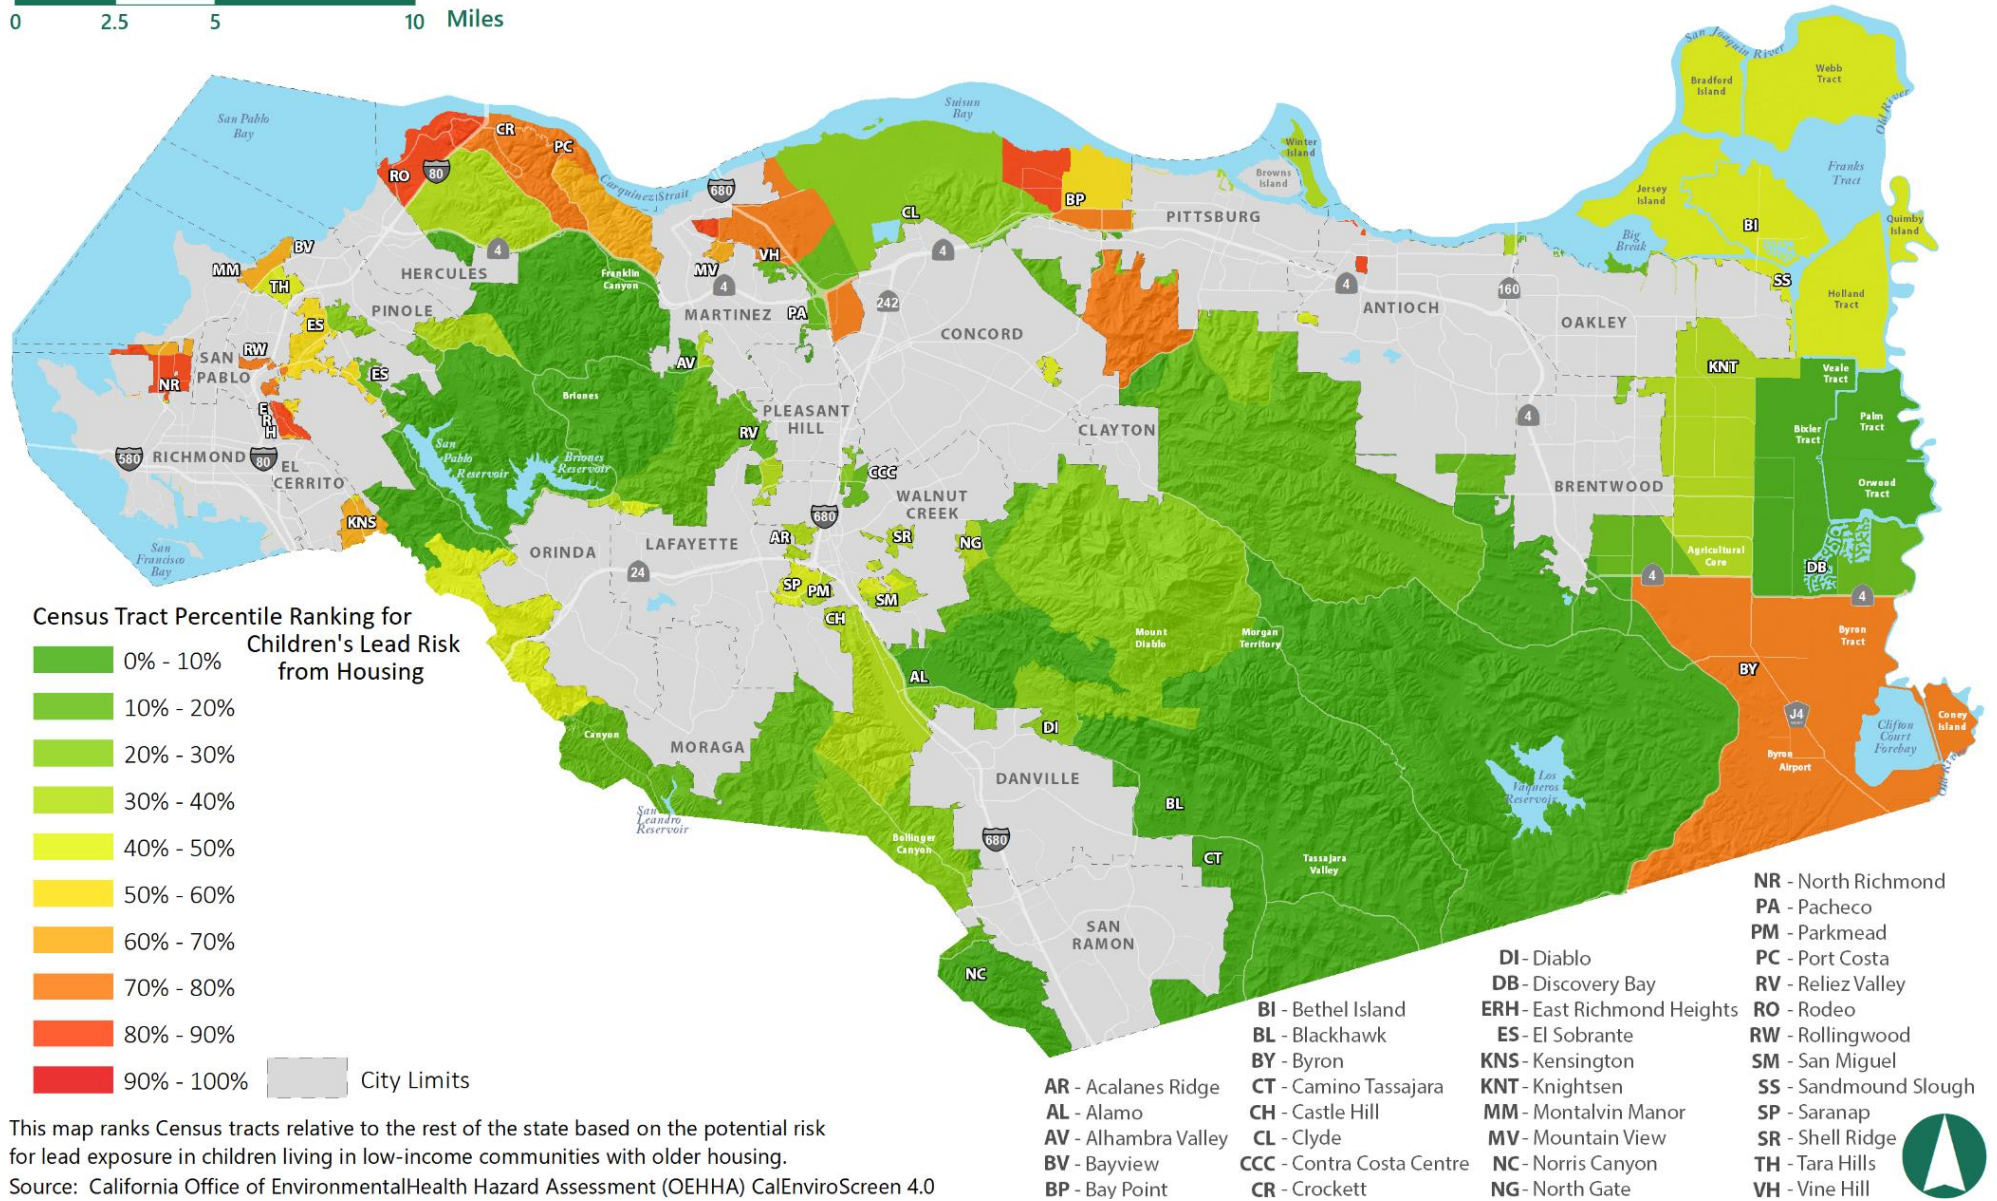 0 2.5 5 10 Miles
San Joaquin River
Bradford
Island
Webb
Tract
Old River
San Pablo
Bay
Suisun
Bay
CR
PC
RO
80
Carquinez Strait
680
Winter
Island
Browns
Island
Franks
Tract
Jersey
Island
BP
PITTSBURG
CL
BI
Quimby
Island
Big
Break
BV
4
HERCULES
MM
TH
Franklin
Canyon
VH
MV
4
4
4
160
SS
Holland
Tract
PINOLE
ES
242
MARTINEZ
PA
ANTIOCH
OAKLEY
CONCORD
RW
SAN
PABLO
NR
ES
AV
KNT
Veale
Tract
Briones
E
R
H
PLEASANT
HILL
RV
CLAYTON
4
Palm
Tract
Bixler
Tract
580
RICHMOND
80
EL
CERRITO
San
Pablo
Reservoir
Briones
Reservoir
CCC
WALNUT
CREEK
BRENTWOOD
Orwood
Tract
KNS
680
San
Francisco
Bay
ORINDA
LAFAYETTE
AR
SR
NG
24
Agricultural
Core
DB
4
4
SP
PM
SM
CH
Mount
Diablo
Morgan
Territory
Byron
Tract
BY
AL
DI
J4
Coney
Island
Clifton
Court
Forebay
Old River
Canyon
MORAGA
Byron
Airport
DANVILLE
San
Leandro
Reservoir
BL
Los
Vaqueros
Reservoir
Bollinger
Canyon
680
CT
Tassajara
Valley
SAN
RAMON
NC
Census Tract Percentile Ranking for
Children's Lead Risk
from Housing
0% - 10%
10% - 20%
20% - 30%
30% - 40%
40% - 50%
50% - 60%
60% - 70%
70% - 80%
80% - 90%
90% - 100%
City Limits
This map ranks Census tracts relative to the rest of the state based on the potential risk
for lead exposure in children living in low-income communities with older housing.
Source: California Office of EnvironmentalHealth Hazard Assessment (OEHHA) CalEnviroScreen 4.0
AR - Acalanes Ridge
AL - Alamo
AV - Alhambra Valley
BV - Bayview
BP - Bay Point
BI - Bethel Island
BL - Blackhawk
BY - Byron
CT - Camino Tassajara
CH - Castle Hill
CL - Clyde
CCC - Contra Costa Centre
CR - Crockett
DI - Diablo
DB - Discovery Bay
ERH - East Richmond Heights
ES - El Sobrante
KNS - Kensington
KNT - Knightsen
MM - Montalvin Manor
MV - Mountain View
NC - Norris Canyon
NG - North Gate
NR - North Richmond
PA - Pacheco
PM - Parkmead
PC - Port Costa
RV - Reliez Valley
RO - Rodeo
RW - Rollingwood
SM - San Miguel
SS - Sandmound Slough
SP - Saranap
SR - Shell Ridge
TH - Tara Hills
VH - Vine Hill